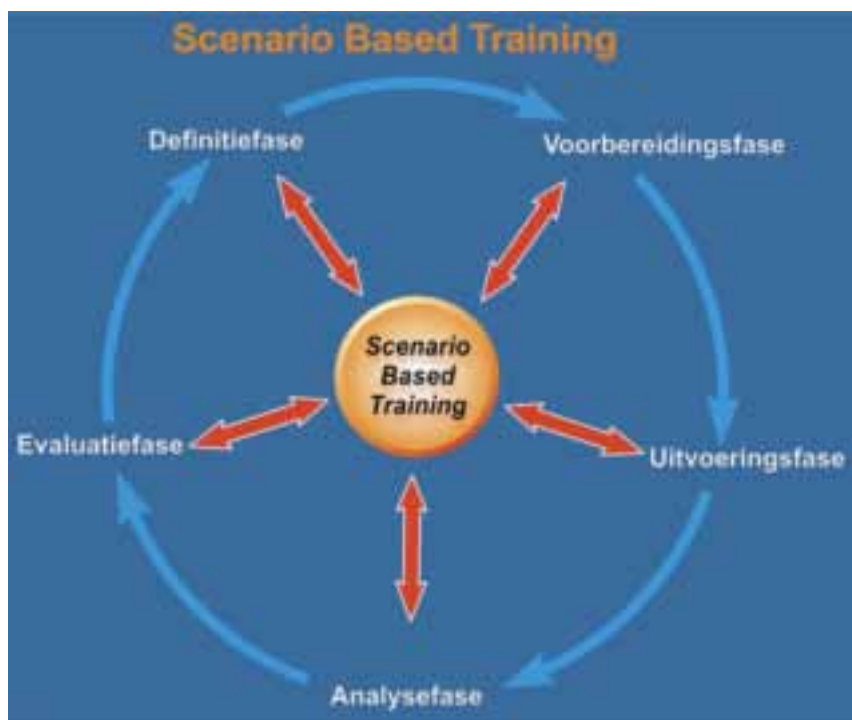 Scenario Based Training
Definitiefase
Voorbereidingsfase
Scenario
Based
Training
Evaluatiefase
Uitvoeringsfase
Analysefase